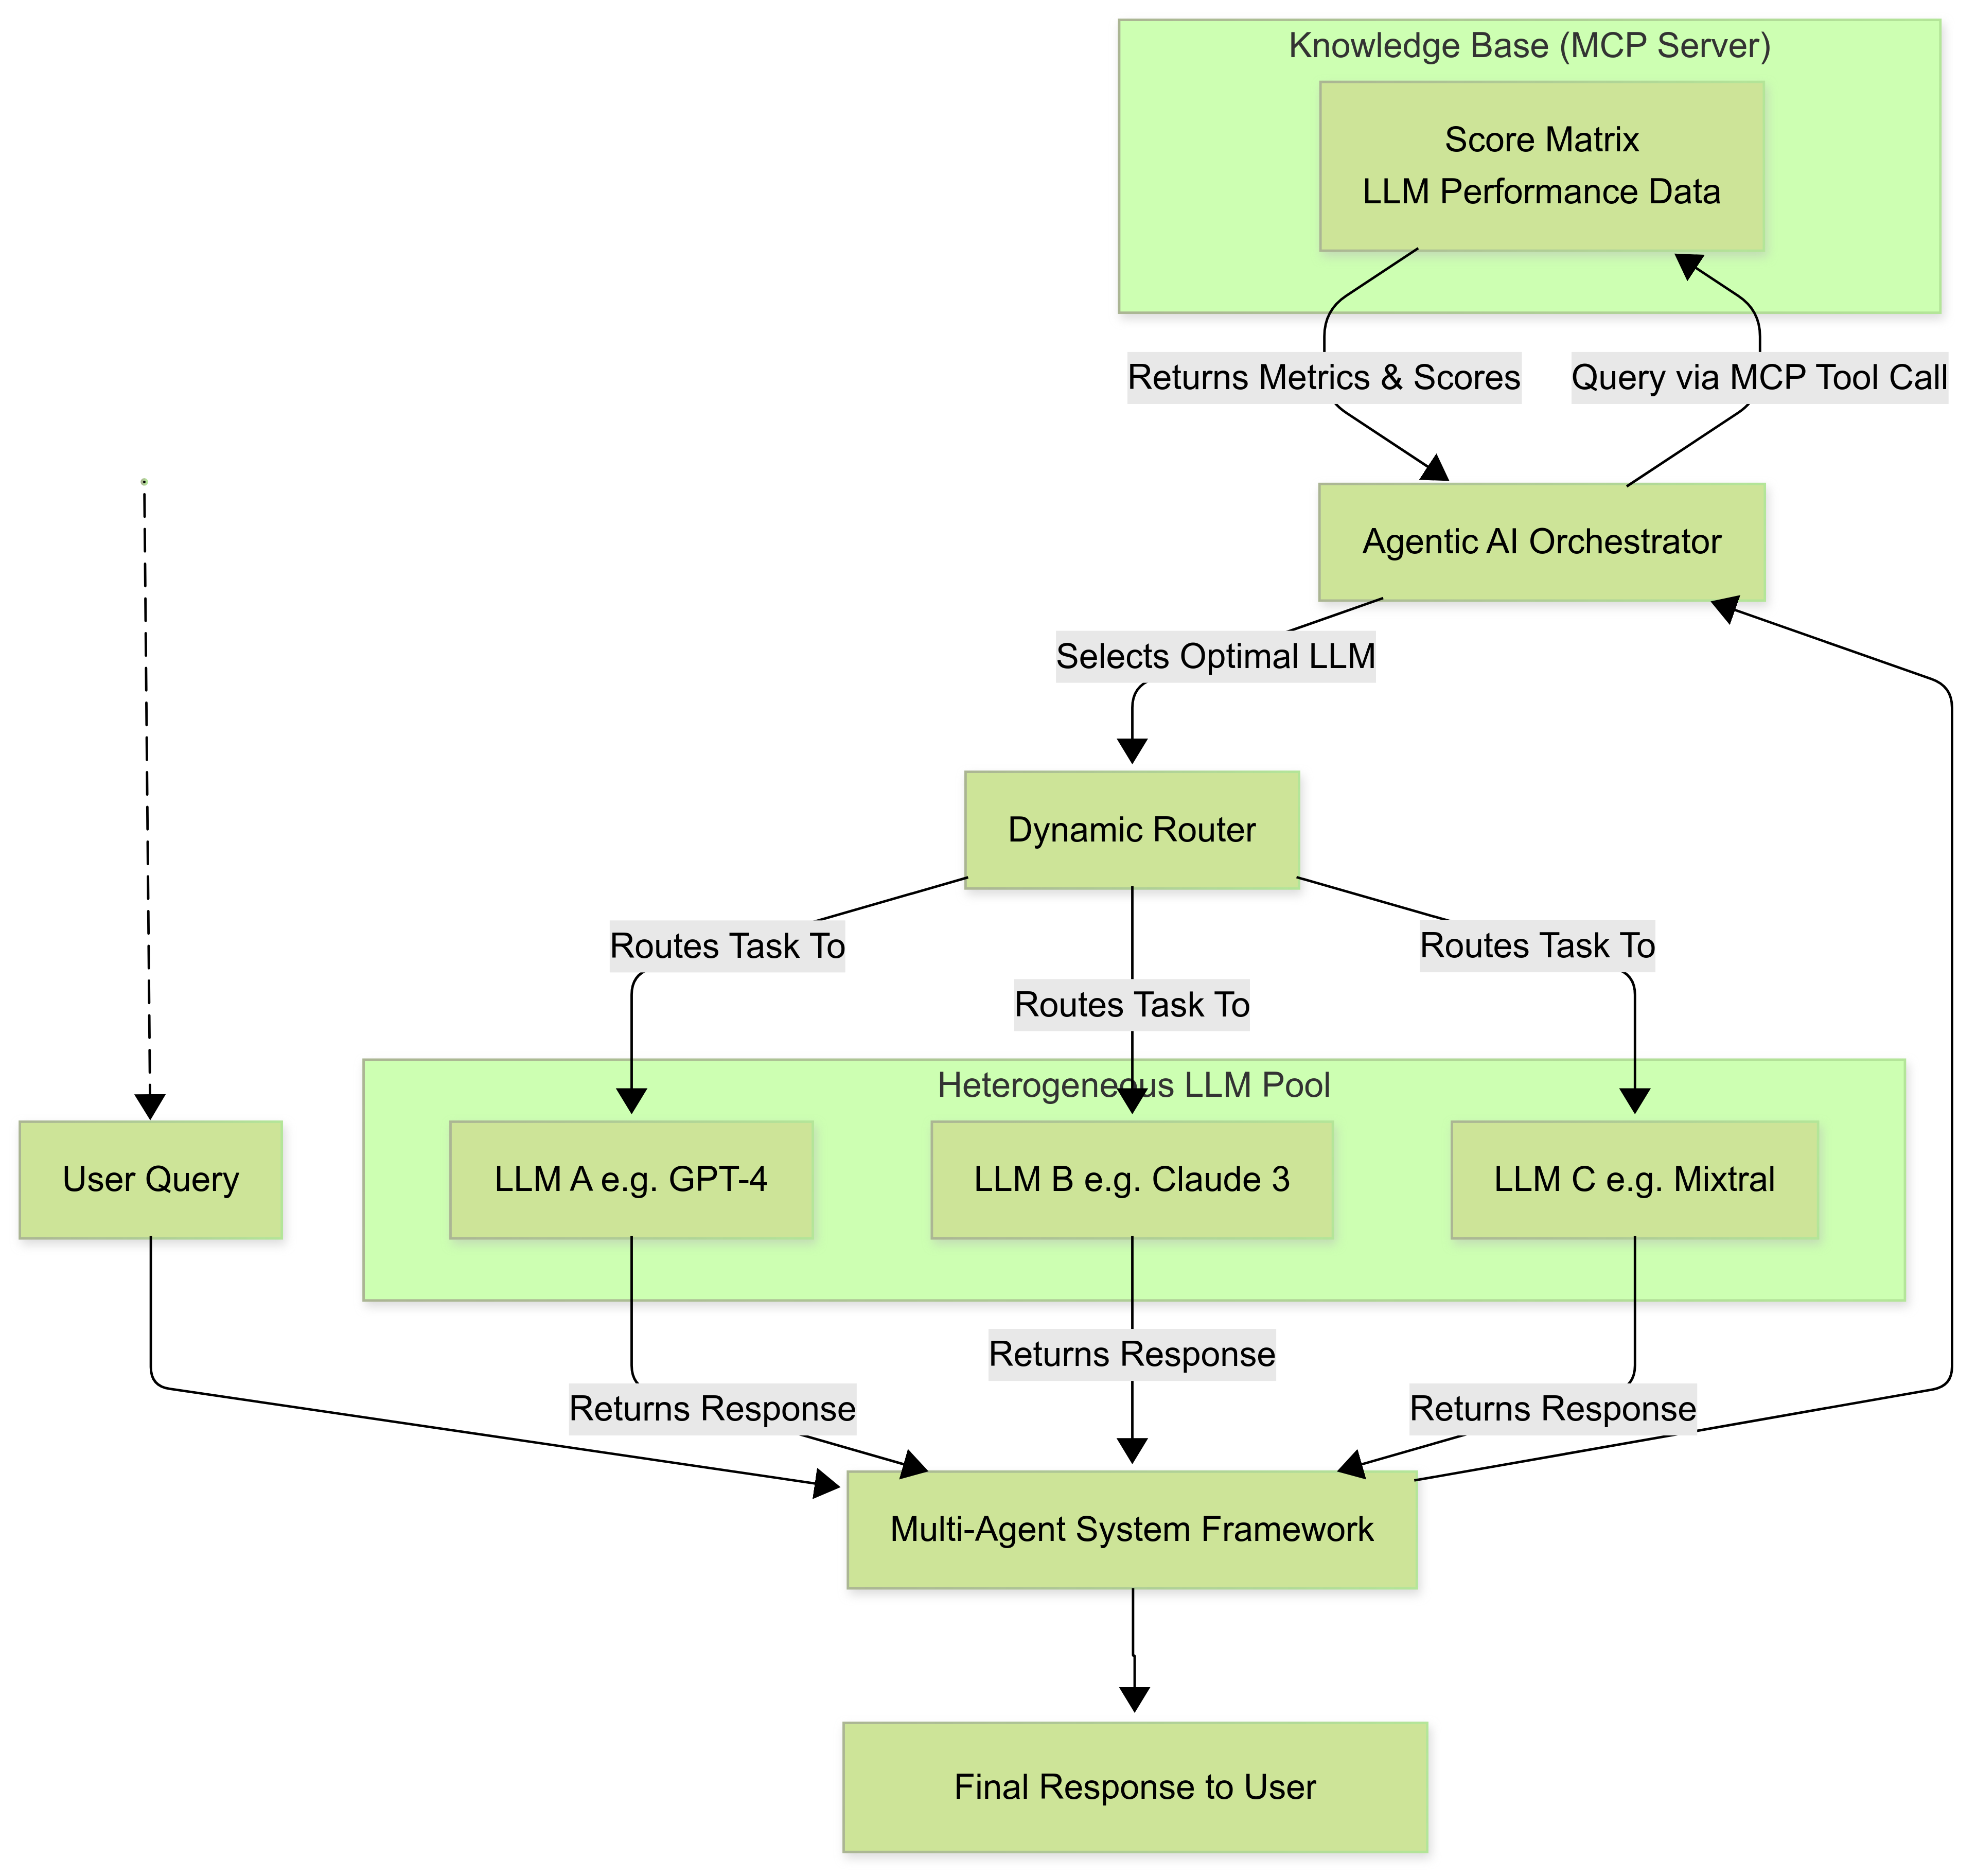 Knowledge Base (MCP Server)
Score Matrix
LLM Performance Data
Returns Metrics & Scores
Query via MCP Tool Call
Agentic AI Orchestrator
Selects Optimal LLM
Dynamic Router
Routes Task To
Routes Task To
Routes Task To
Heterogeneous LLM Pool
User Query
LLM A e.g. GPT-4
LLM B e.g. Claude 3
LLM C e.g. Mixtral
Returns Response
Returns Response
Returns Response
Multi-Agent System Framework
Final Response to User